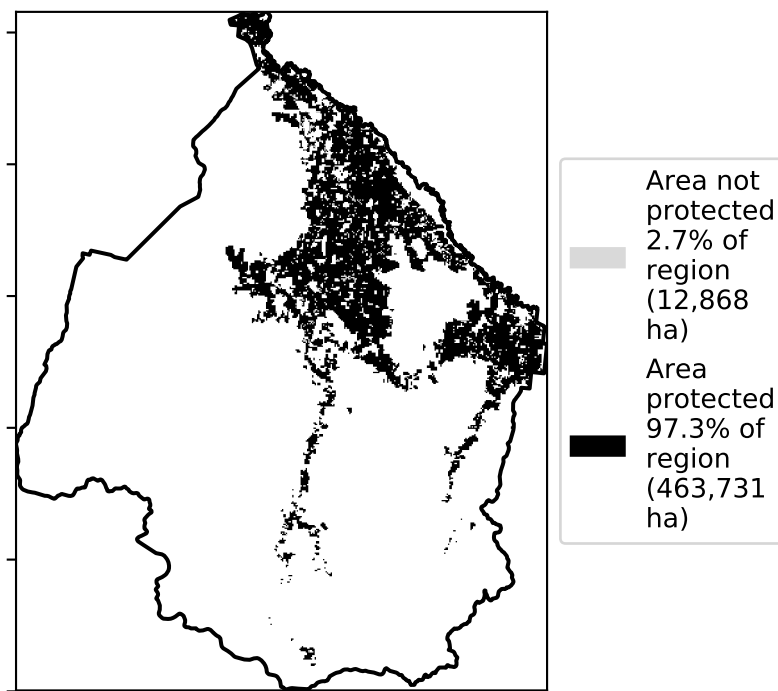 Area not
protected
2.7% of
region
(12,868
ha)
Area
protected
97.3% of
region
(463,731
ha)